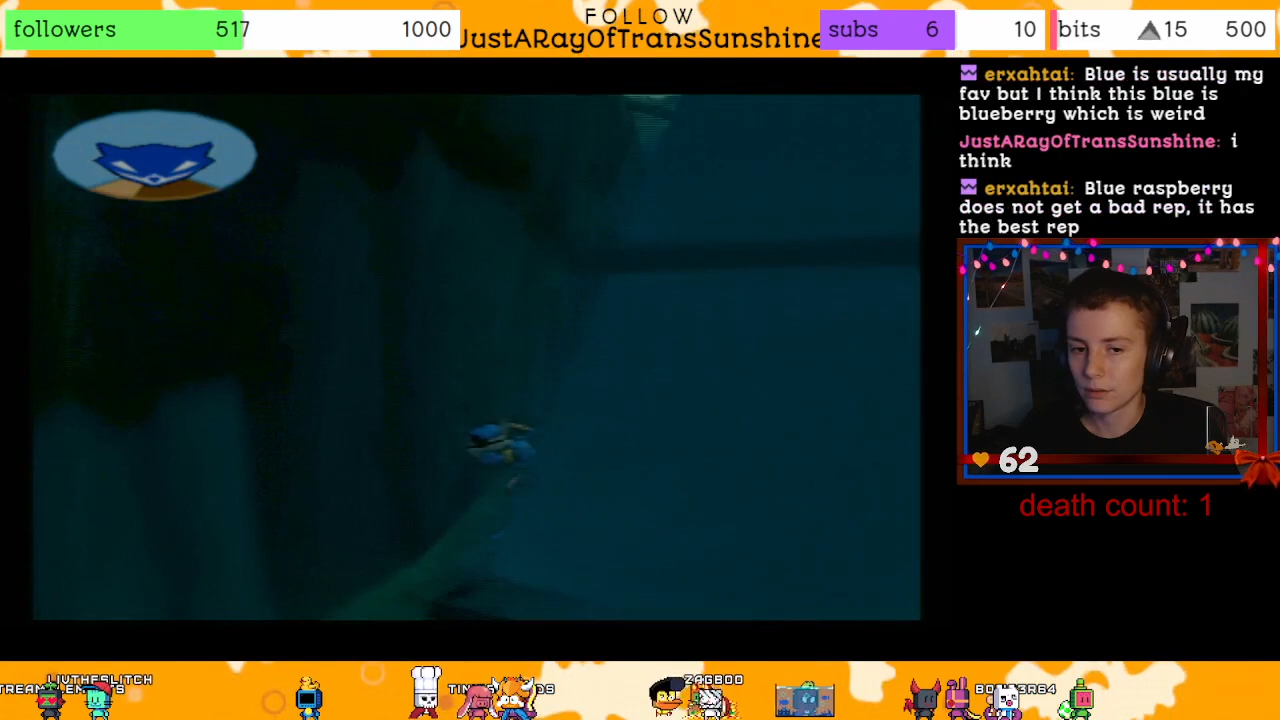 followers 517 1000
FOLLOW
JustARayOfTransSunshine
subs 6 10
bits 15 500
erxahtai: Blue is usually my
fav but I think this blue is
blueberry which is weird
JustARayOfTransSunshine: i
think
erxahtai: Blue raspberry
does not get a bad rep, it has
the best rep
62
death count: 1
LIVTHEGLITCH
ZAGBOO